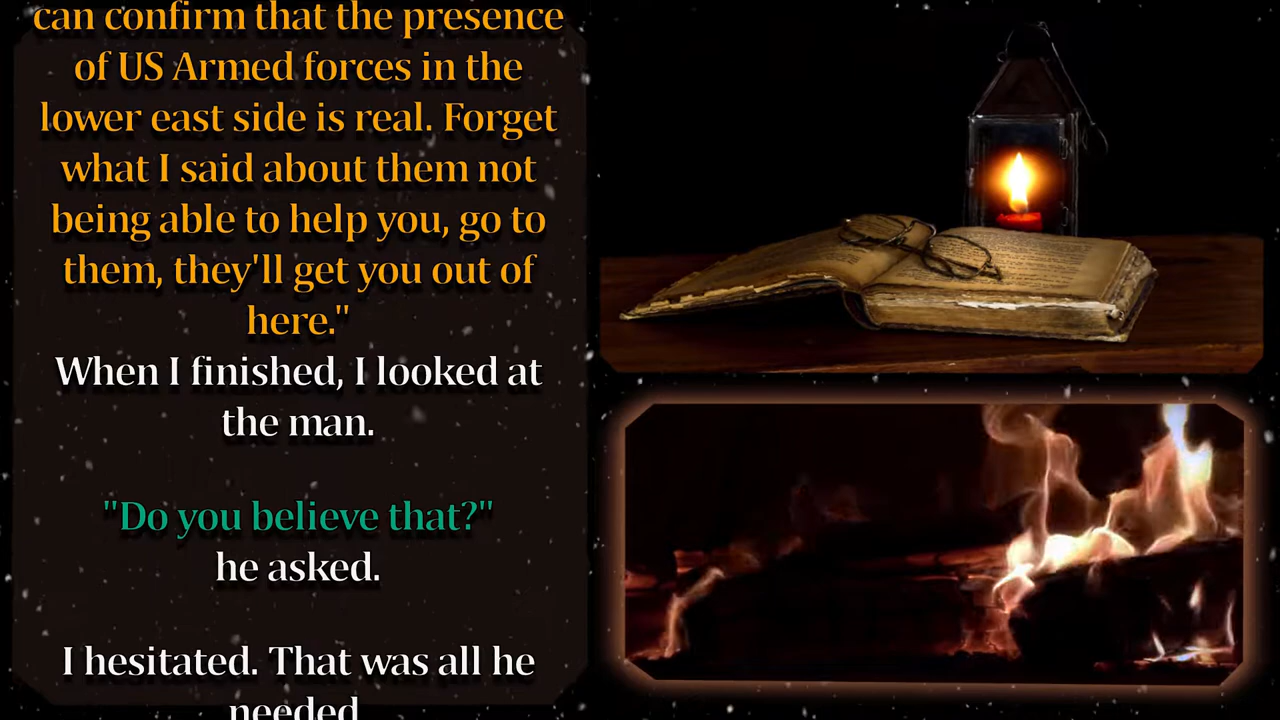 can confirm that the presence
of US Armed forces in the
lower east side is real. Forget
what I said about them not
being able to help you, go to
them, they'll get you out of
here."
When I finished, I looked at
the man.
"Do you believe that?"
he asked.
I hesitated. That was all he
needed